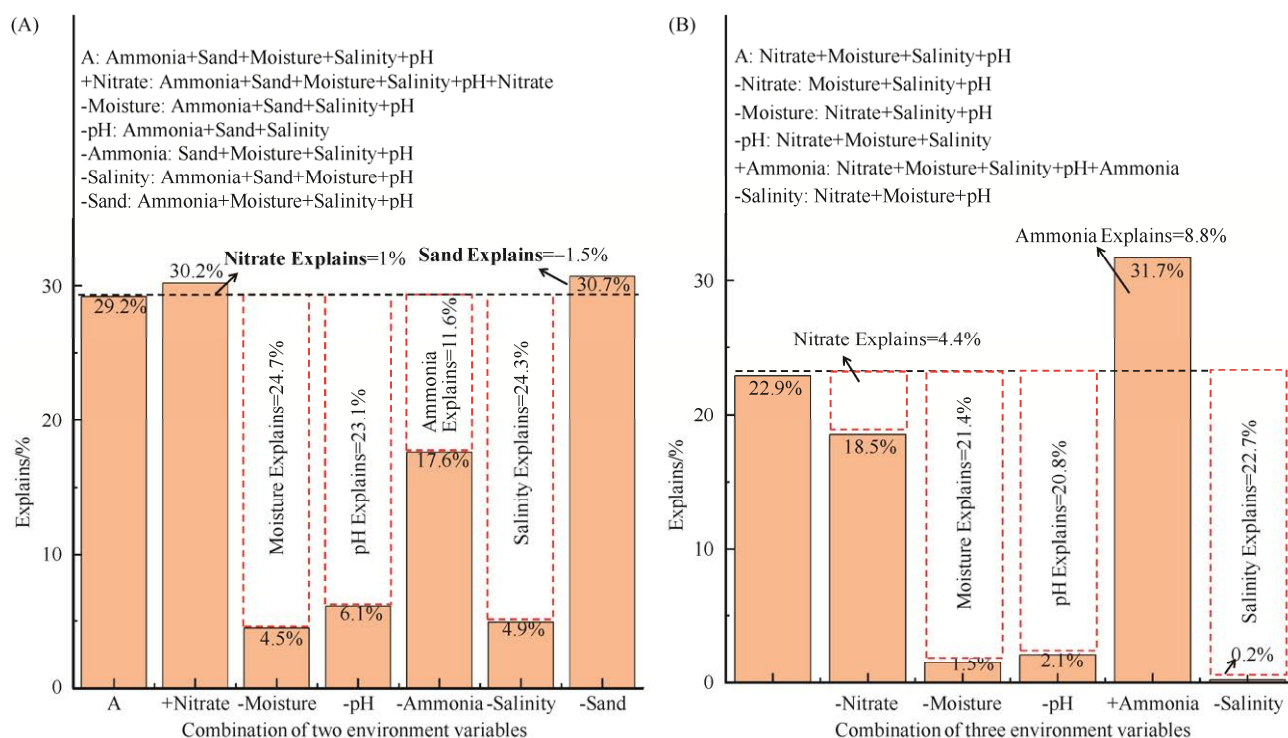 (A)
A: Ammonia+Sand+Moisture+Salinity+pH
+Nitrate: Ammonia+Sand+Moisture+Salinity+pH+Nitrate
-Moisture: Ammonia+Sand+Salinity+pH
-pH: Ammonia+Sand+Salinity
-Ammonia: Sand+Moisture+Salinity+pH
-Salinity: Ammonia+Sand+Moisture+pH
-Sand: Ammonia+Moisture+Salinity+pH
Nitrate Explains=1%
Sand Explains=–1.5%
30
20
10
0
Explains/%
29.2%
30.2%
Moisture Explains=24.7%
4.5%
pH Explains=23.1%
6.1%
Ammonia
Explains=11.6%
17.6%
Salinity Explains=24.3%
4.9%
30.7%
A
+Nitrate
-Moisture
-pH
-Ammonia
-Salinity
-Sand
Combination of two environment variables
(B)
A: Nitrate+Moisture+Salinity+pH
-Nitrate: Moisture+Salinity+pH
-Moisture: Nitrate+Salinity+pH
-pH: Nitrate+Moisture+Salinity
+Ammonia: Nitrate+Moisture+Salinity+pH+Ammonia
-Salinity: Nitrate+Moisture+pH
Ammonia Explains=8.8%
Nitrate Explains=4.4%
30
20
10
0
Explains/%
22.9%
18.5%
Moisture Explains=21.4%
1.5%
pH Explains=20.8%
2.1%
31.7%
Salinity Explains=22.7%
0.2%
-Nitrate
-Moisture
-pH
+Ammonia
-Salinity
Combination of three environment variables